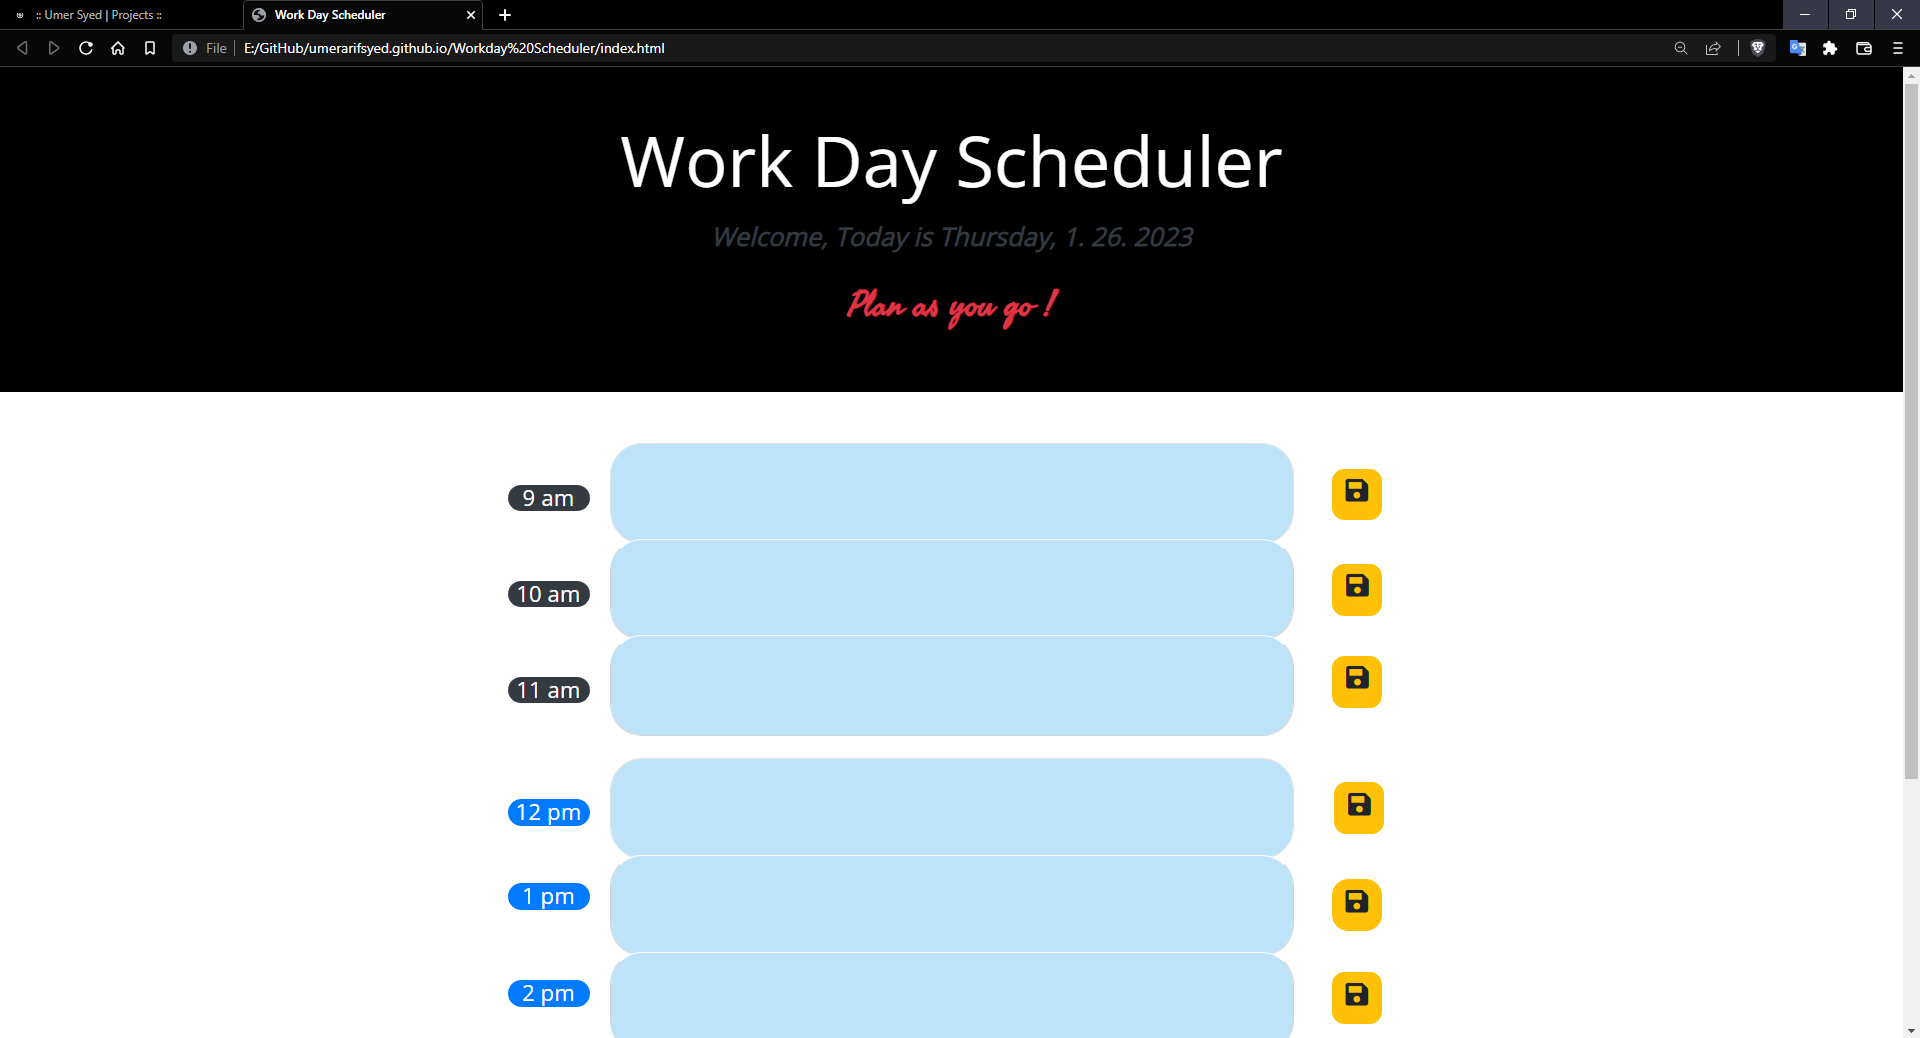 :: Umer Syed | Projects ::
Work Day Scheduler
File
E:/GitHub/umerarifsyed.github.io/Workday%20Scheduler/index.html
Work Day Scheduler
Welcome, Today is Thursday, 1. 26. 2023
Plan as you go !
9 am
10 am
11 am
12 pm
1 pm
2 pm